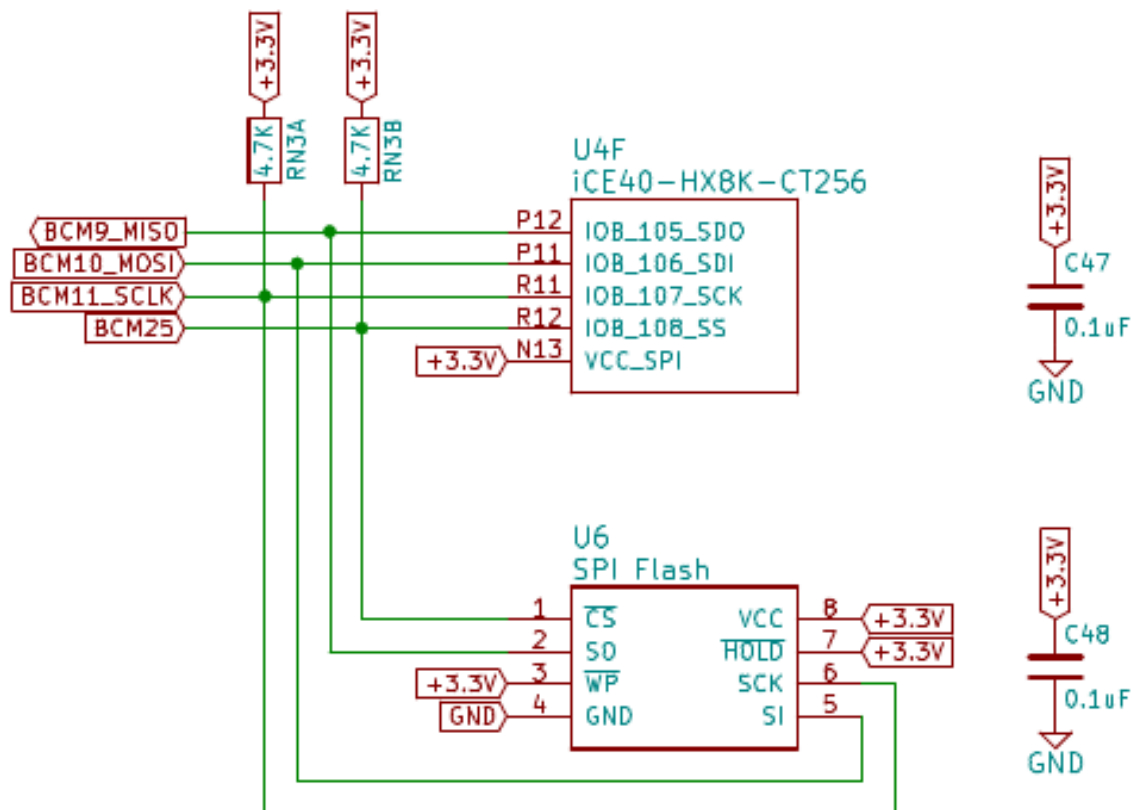 +3.3V
+3.3V
4.7K
RN3A
4.7K
RN3B
U4F
iCE40-HX8K-CT256
BCM9_MISO
P12
IOB_105_SDO
BCM10_MOSI
P11
IOB_106_SDI
BCM11_SCLK
R11
IOB_107_SCK
BCM25
R12
IOB_108_SS
+3.3V
N13
VCC_SPI
+3.3V
C47
0.1uF
GND
U6
SPI Flash
1
CS
VCC
8
+3.3V
2
SO
HOLD
7
+3.3V
+3.3V
3
WP
SCK
6
GND
4
GND
SI
5
+3.3V
C48
0.1uF
GND